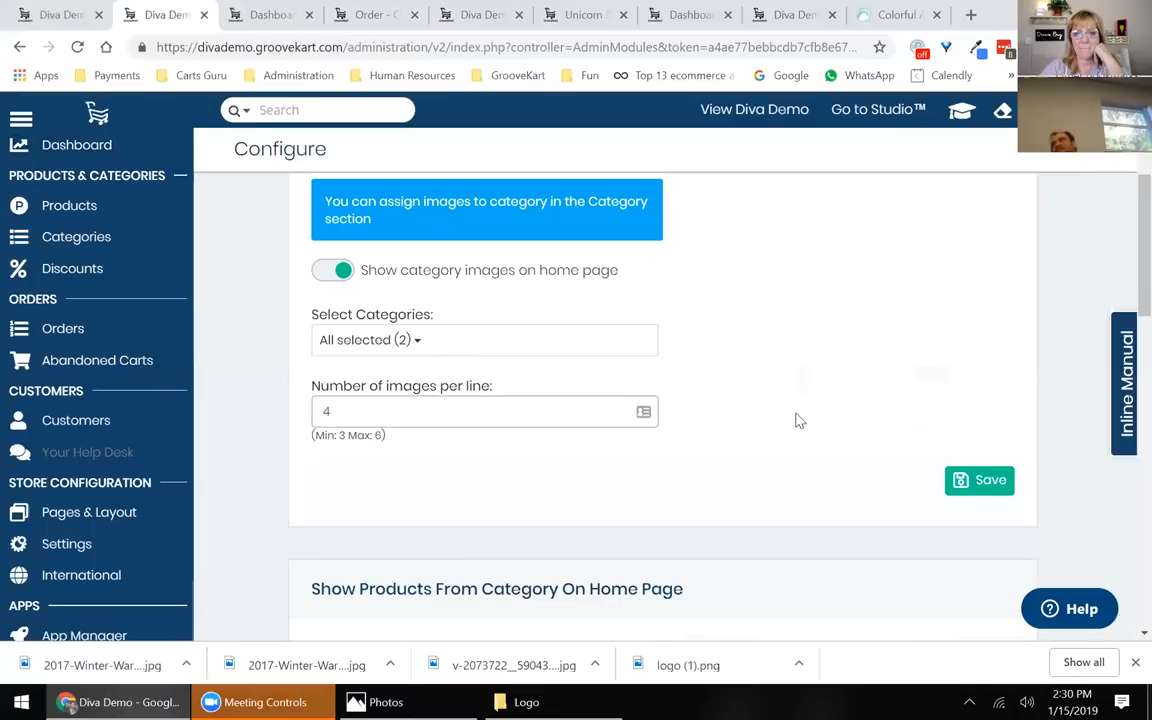 Diva Dem
Diva Dem
Dashboa
Order - G
Diva Dem
Unicorn
Dashboa
Diva Dem
Colorful A
https://divademo.groovekart.com/administration/v2/index.php?controller=AdminModules&token=a4ae77bebbcdb7cfb8e67...
off
8
Apps
Payments
Carts Guru
Administration
Human Resources
GrooveKart
Fun
Top 13 ecommerce a
Google
WhatsApp
Calendly
»
Search
View Diva Demo
Go to Studio™
Configure
Dashboard
PRODUCTS & CATEGORIES
Products
Categories
Discounts
ORDERS
Orders
Abandoned Carts
CUSTOMERS
Customers
Your Help Desk
STORE CONFIGURATION
Pages & Layout
Settings
International
APPS
App Manager
You can assign images to category in the Category
section
Show category images on home page
Select Categories:
All selected (2)
Number of images per line:
4
(Min: 3 Max: 6)
Save
Show Products From Category On Home Page
Inline Manual
Help
2017-Winter-War....jpg
2017-Winter-War....jpg
v-2073722__59043....jpg
logo (1).png
Show all
Diva Demo - Googl...
Meeting Controls
Photos
Logo
2:30 PM
1/15/2019